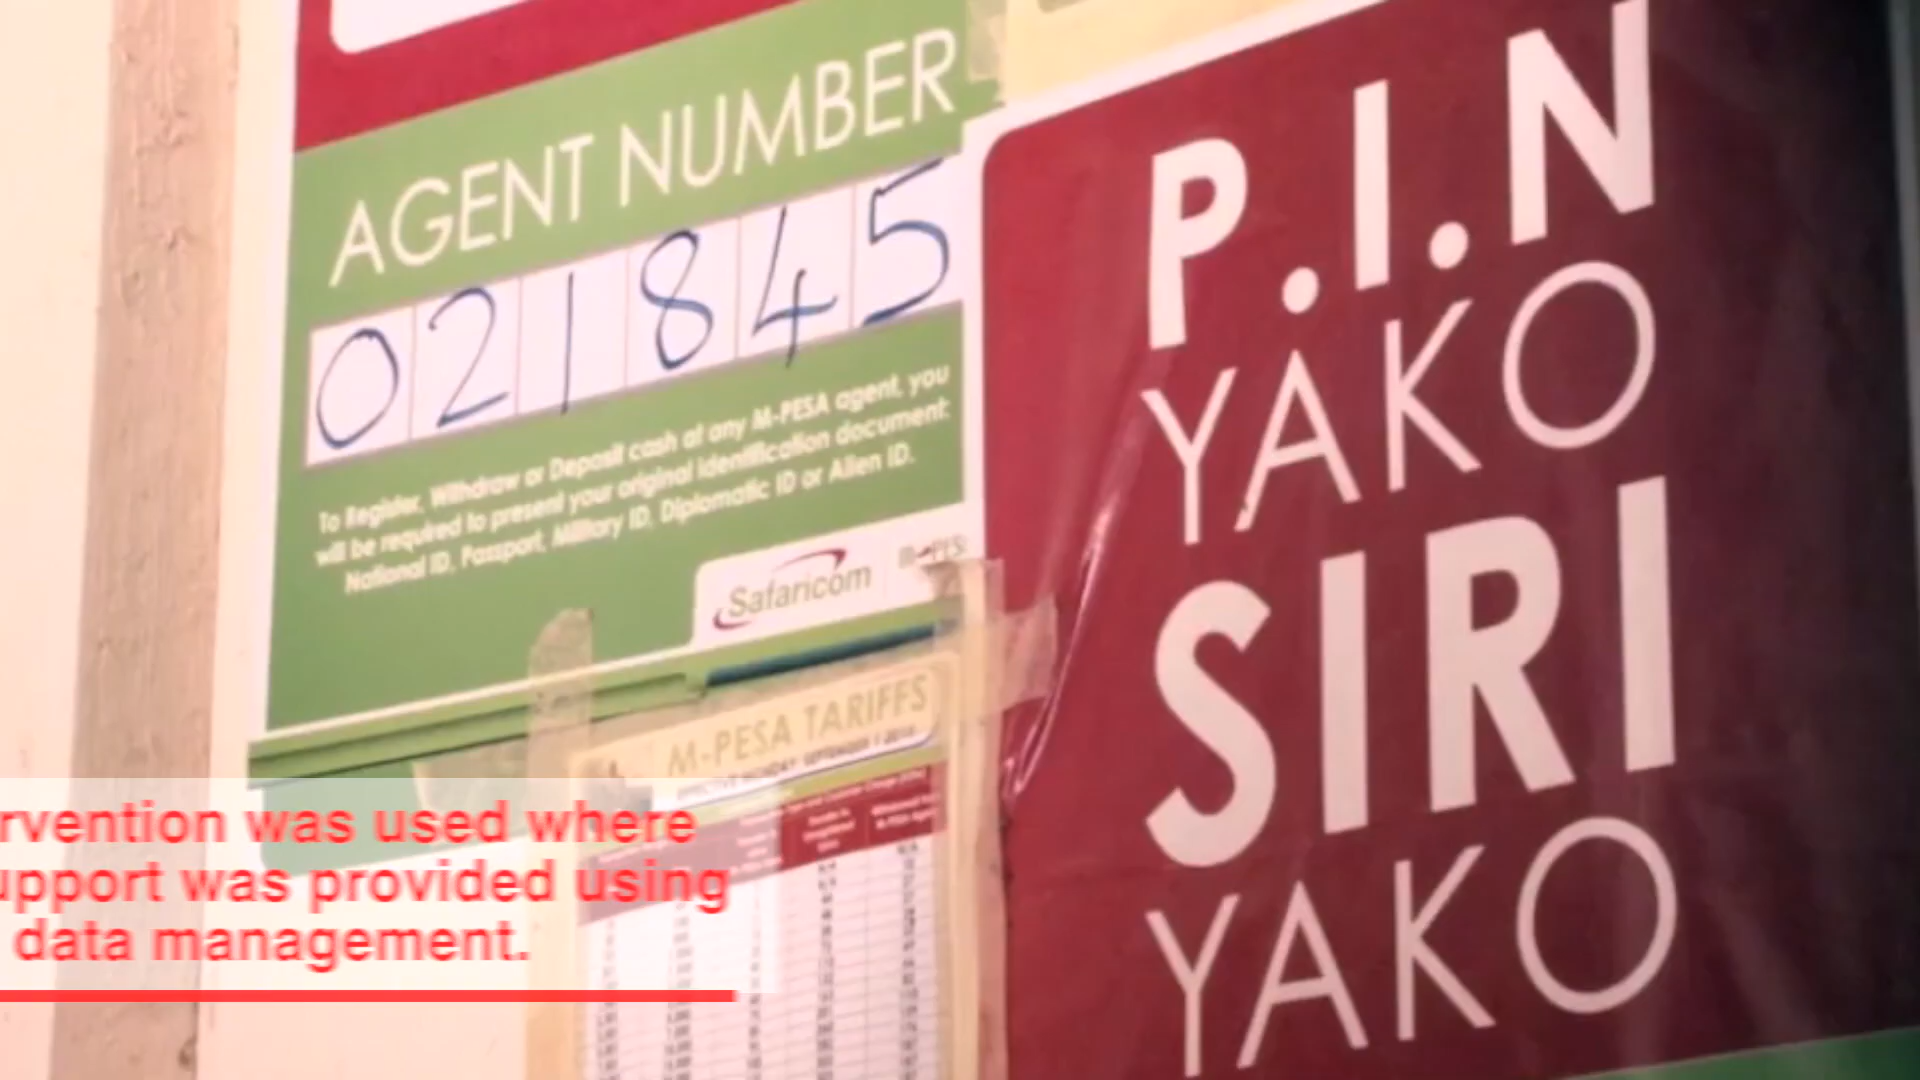 AGENT NUMBER
021845
To Register, Withdraw or Deposit cash at any M-PESA agent, you
will be required to present your original identification document:
National ID, Passport, Military ID, Diplomatic ID or Alien ID.
Safaricom
M-PESA TARIFFS
P.I.N
YAKO
SIRI
YAKO
rvention was used where
upport was provided using
data management.